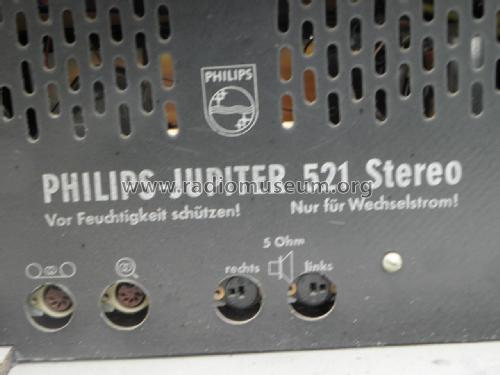 PHILIPS
PHILIPS JUPITER 521 Stereo
www.radiomuseum.org
Vor Feuchtigkeit schützen! Nur für Wechselstrom!
5 Ohm
rechts links